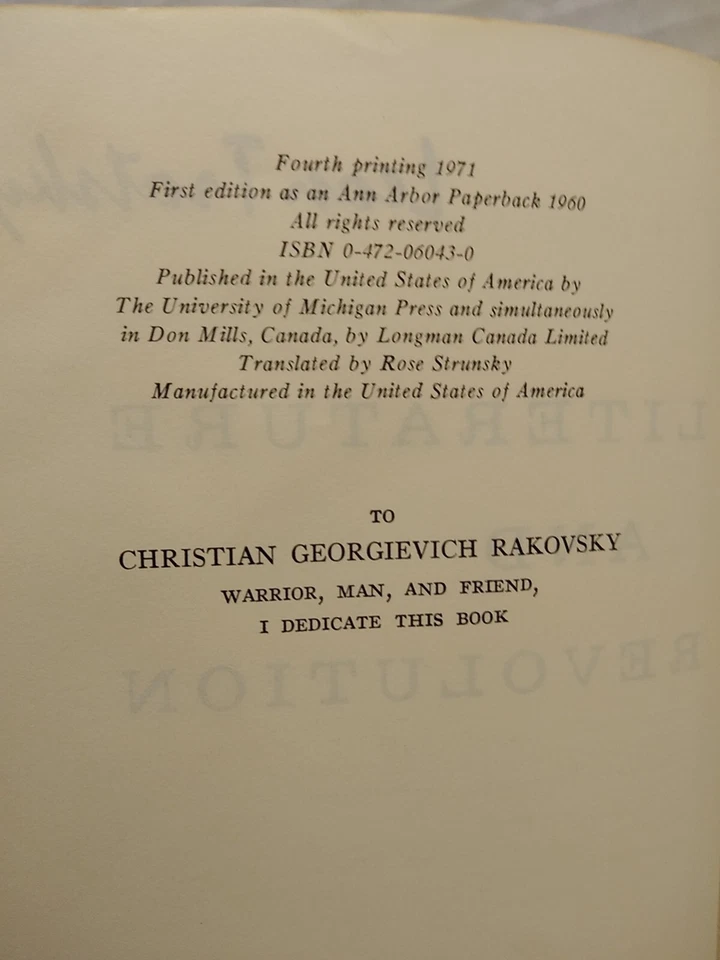 Fourth printing 1971
First edition as an Ann Arbor Paperback 1960
All rights reserved
ISBN 0-472-06043-0
Published in the United States of America by
The University of Michigan Press and simultaneously
in Don Mills, Canada, by Longman Canada Limited
Translated by Rose Strunsky
Manufactured in the United States of America
LITERATURE
TO
CHRISTIAN GEORGIEVICH RAKOVSKY
WARRIOR, MAN, AND FRIEND,
I DEDICATE THIS BOOK
REVOLUTION